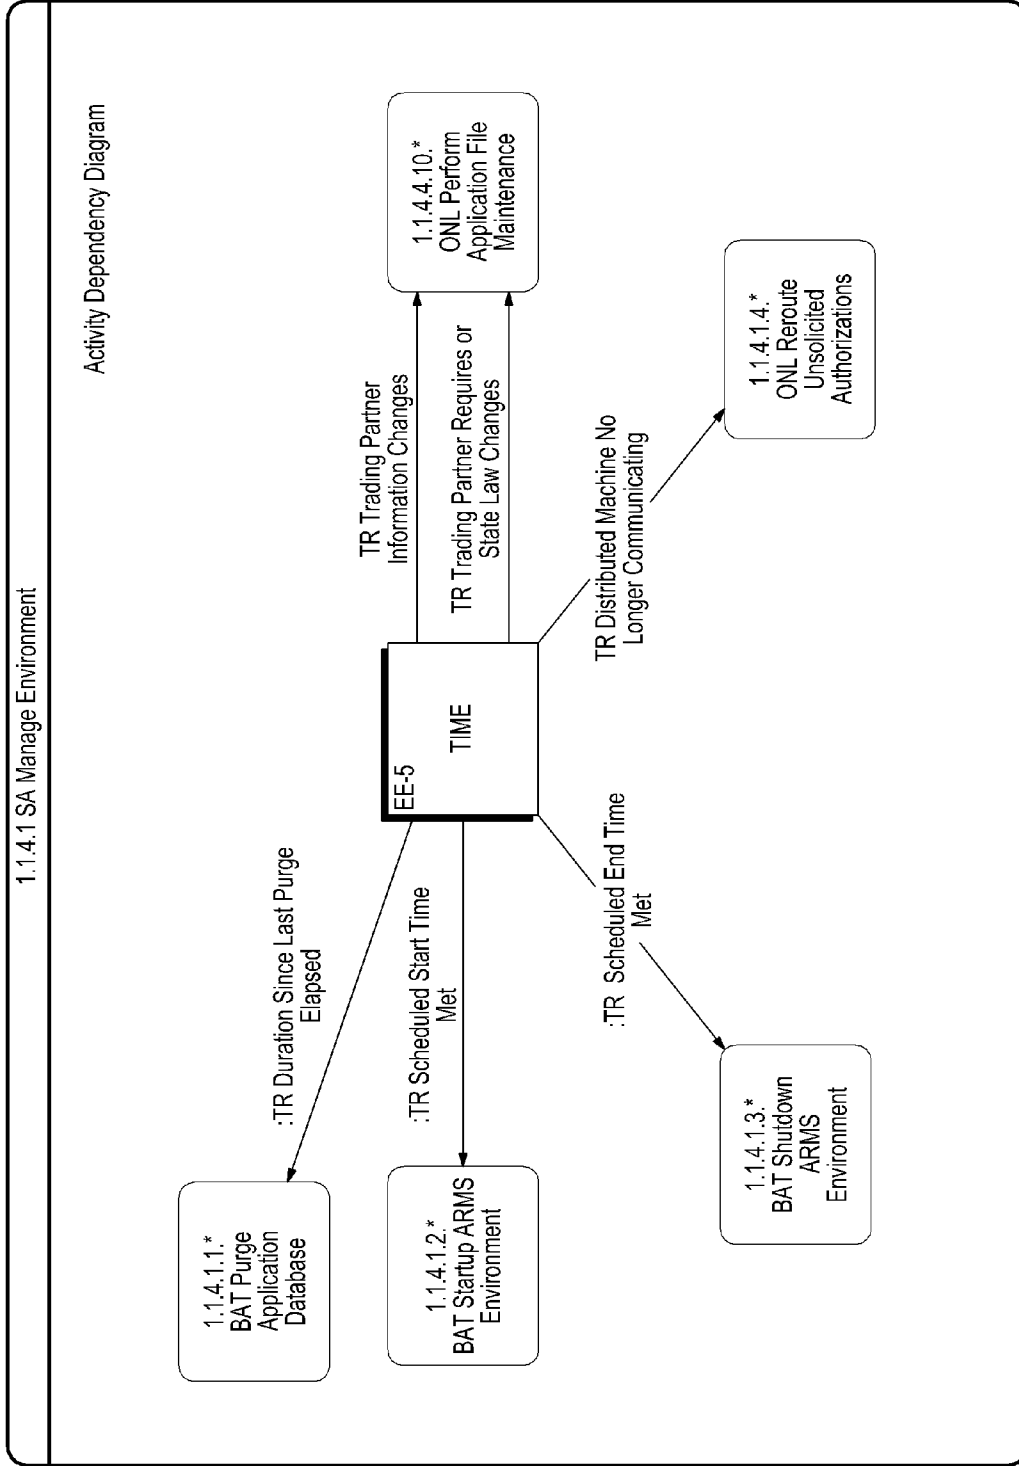 1.1.4.1 SA Manage Environment
Activity Dependency Diagram
1.1.4.1.1.*
BAT Purge
Application
Database
:TR Duration Since Last Purge
Elapsed
1.1.4.1.2.*
BAT Startup ARMS
Environment
:TR Scheduled Start Time
Met
EE-5
TIME
TR Trading Partner
Information Changes
TR Trading Partner Requires or
State Law Changes
1.1.4.4.10.*
ONL Perform
Application File
Maintenance
1.1.4.1.3.*
BAT Shutdown
ARMS
Environment
:TR Scheduled End Time
Met
TR Distributed Machine No
Longer Communicating
1.1.4.1.4.*
ONL Reroute
Unsolicited
Authorizations